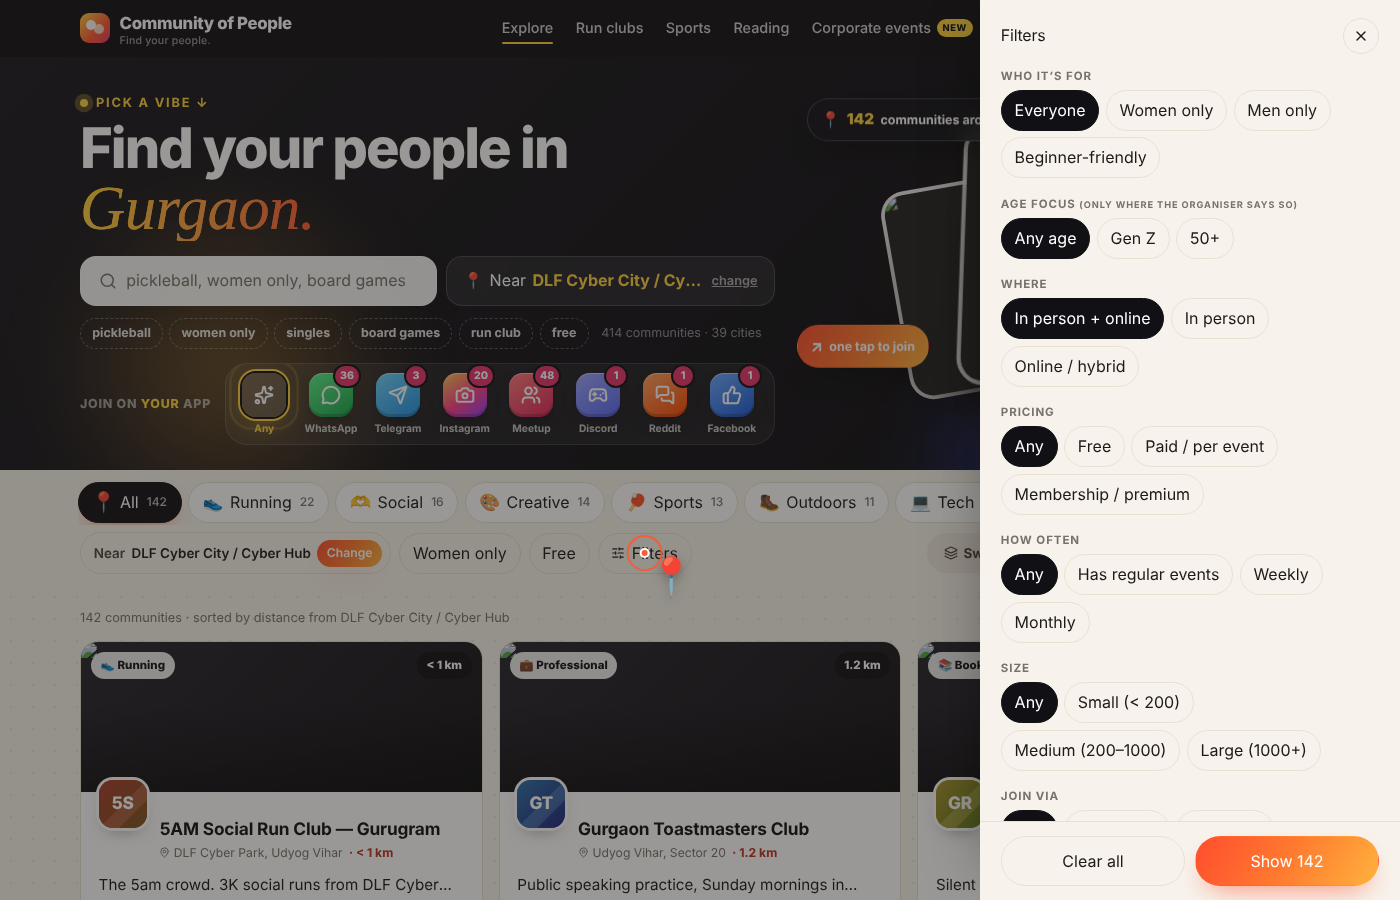 Community of People
Find your people.
Explore
Run clubs
Sports
Reading
Corporate events NEW
PICK A VIBE ↓
Find your people in
Gurgaon.
142 communities
pickleball, women only, board games
Near DLF Cyber City / Cy... change
pickleball
women only
singles
board games
run club
free
414 communities · 39 cities
one tap to join
JOIN ON YOUR APP
Any
36
WhatsApp
3
Telegram
20
Instagram
48
Meetup
1
Discord
1
Reddit
1
Facebook
All 142
Running 22
Social 16
Creative 14
Sports 13
Outdoors 11
Tech
Near DLF Cyber City / Cyber Hub Change
Women only
Free
Filters
142 communities · sorted by distance from DLF Cyber City / Cyber Hub
Running
< 1 km
5S
5AM Social Run Club — Gurugram
DLF Cyber Park, Udyog Vihar · < 1 km
The 5am crowd. 3K social runs from DLF Cyber...
Professional
1.2 km
GT
Gurgaon Toastmasters Club
Udyog Vihar, Sector 20 · 1.2 km
Public speaking practice, Sunday mornings in...
GR
Silent
Filters
WHO IT'S FOR
Everyone
Women only
Men only
Beginner-friendly
AGE FOCUS (ONLY WHERE THE ORGANISER SAYS SO)
Any age
Gen Z
50+
WHERE
In person + online
In person
Online / hybrid
PRICING
Any
Free
Paid / per event
Membership / premium
HOW OFTEN
Any
Has regular events
Weekly
Monthly
SIZE
Any
Small (< 200)
Medium (200–1000)
Large (1000+)
JOIN VIA
Clear all
Show 142